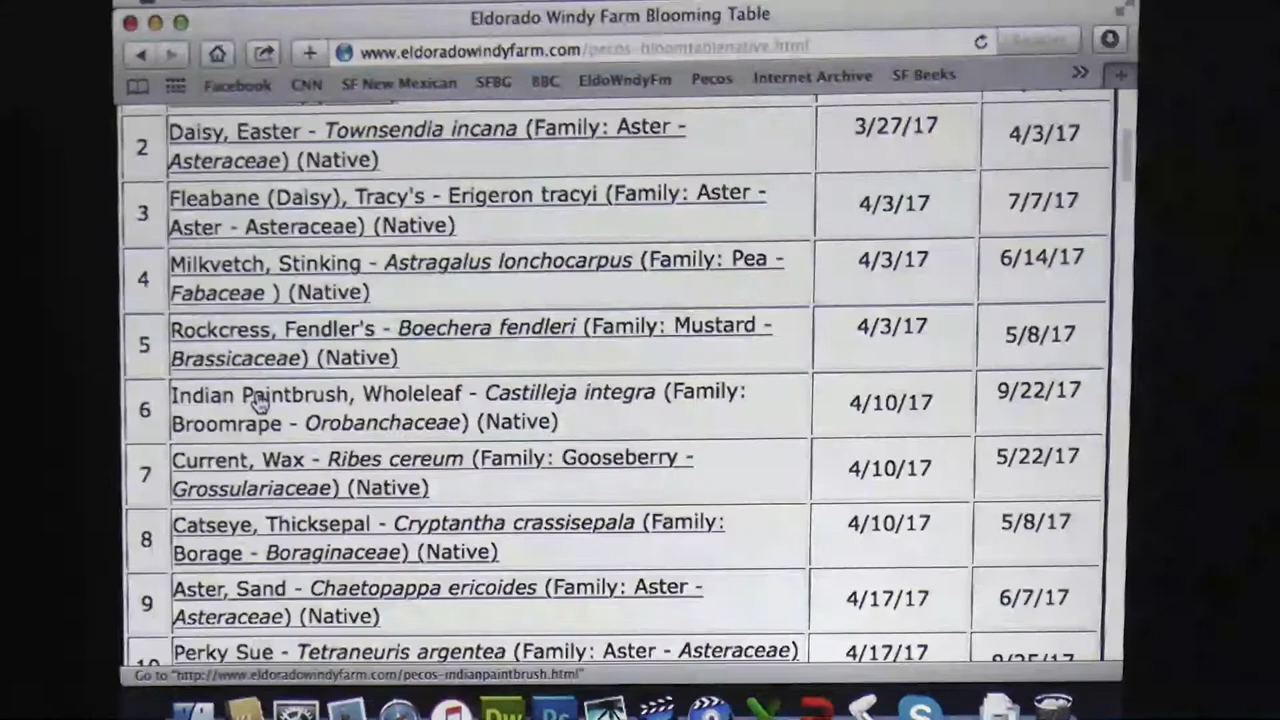 Eldorado Windy Farm Blooming Table
www.eldoradowindyfarm.com/pecos-bloomtablenative.html
Reader
Facebook CNN SF New Mexican SFBG BBC EldoWndyFm Pecos Internet Archive SF Beeks
2 Daisy, Easter - Townsendia incana (Family: Aster - 3/27/17 4/3/17
Asteraceae) (Native)
3 Fleabane (Daisy), Tracy's - Erigeron tracyi (Family: Aster - 4/3/17 7/7/17
Aster - Asteraceae) (Native)
4 Milkvetch, Stinking - Astragalus lonchocarpus (Family: Pea - 4/3/17 6/14/17
Fabaceae ) (Native)
5 Rockcress, Fendler's - Boechera fendleri (Family: Mustard - 4/3/17 5/8/17
Brassicaceae) (Native)
6 Indian Paintbrush, Wholeleaf - Castilleja integra (Family: 4/10/17 9/22/17
Broomrape - Orobanchaceae) (Native)
7 Current, Wax - Ribes cereum (Family: Gooseberry - 4/10/17 5/22/17
Grossulariaceae) (Native)
8 Catseye, Thicksepal - Cryptantha crassisepala (Family: 4/10/17 5/8/17
Borage - Boraginaceae) (Native)
9 Aster, Sand - Chaetopappa ericoides (Family: Aster - 4/17/17 6/7/17
Asteraceae) (Native)
10 Perky Sue - Tetraneuris argentea (Family: Aster - Asteraceae) 4/17/17 9/25/17
Go to "http://www.eldoradowindyfarm.com/pecos-indianpaintbrush.html"
Dw Ps